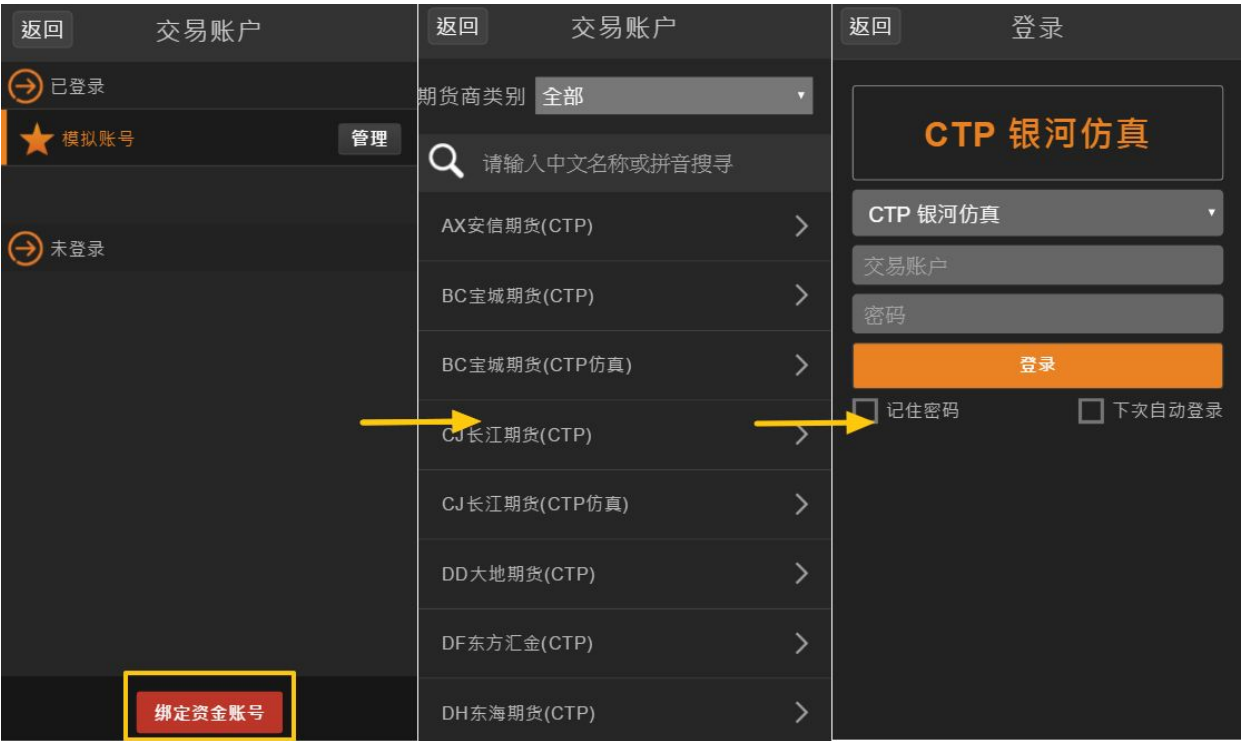 返回
交易账户
已登录
模拟账号
管理
未登录
绑定资金账号
返回
交易账户
期货商类别
全部
请输入中文名称或拼音搜寻
AX安信期货(CTP)
BC宝城期货(CTP)
BC宝城期货(CTP仿真)
CJ长江期货(CTP)
CJ长江期货(CTP仿真)
DD大地期货(CTP)
DF东方汇金(CTP)
DH东海期货(CTP)
返回
登录
CTP 银河仿真
CTP 银河仿真
交易账户
密码
登录
记住密码
下次自动登录